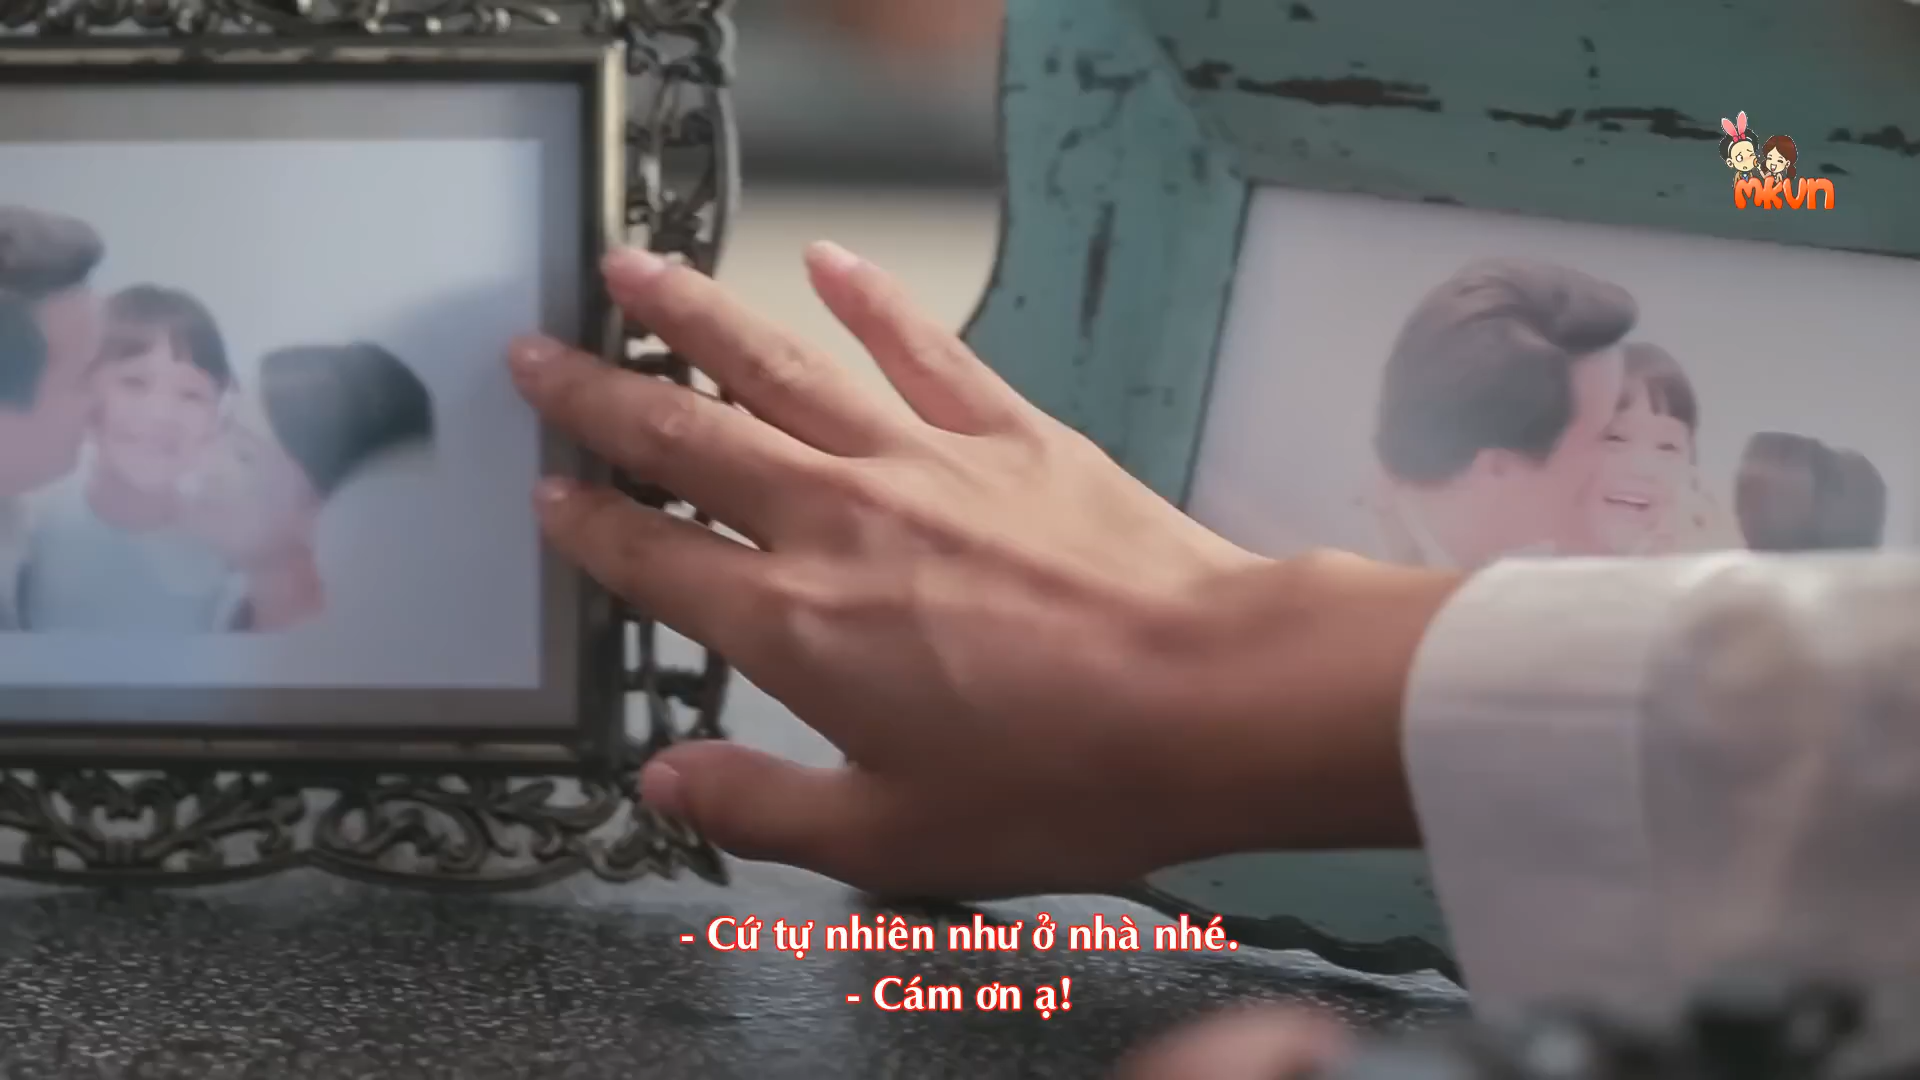 mkvn
- Cứ tự nhiên như ở nhà nhé.
- Cám ơn ạ!